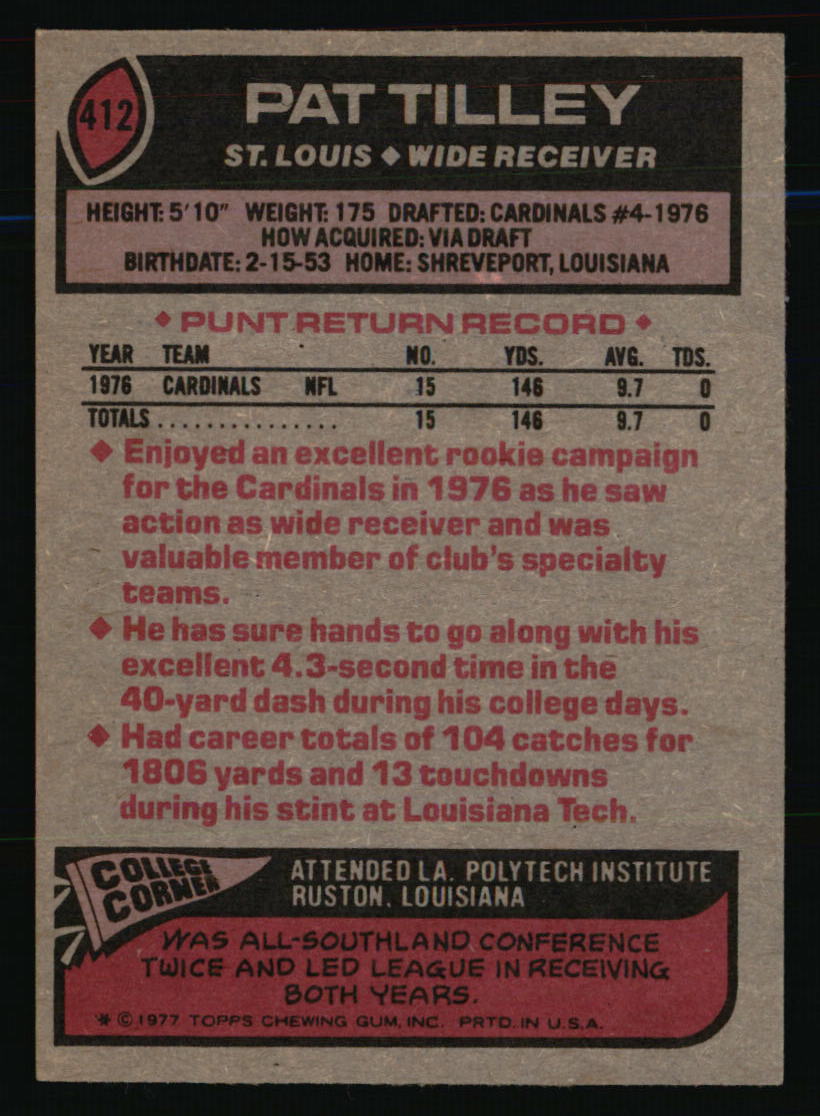 412
PAT TILLEY
ST. LOUIS ◆ WIDE RECEIVER
HEIGHT: 5'10" WEIGHT: 175 DRAFTED: CARDINALS #4-1976
HOW ACQUIRED: VIA DRAFT
BIRTHDATE: 2-15-53 HOME: SHREVEPORT, LOUISIANA
◆ PUNT RETURN RECORD ◆
YEAR TEAM NO. YDS. AVG. TDS.
1976 CARDINALS NFL 15 146 9.7 0
TOTALS................ 15 146 9.7 0
◆ Enjoyed an excellent rookie campaign
for the Cardinals in 1976 as he saw
action as wide receiver and was
valuable member of club's specialty
teams.
◆ He has sure hands to go along with his
excellent 4.3-second time in the
40-yard dash during his college days.
◆ Had career totals of 104 catches for
1806 yards and 13 touchdowns
during his stint at Louisiana Tech.
COLLEGE
CORNER
ATTENDED LA. POLYTECH INSTITUTE
RUSTON, LOUISIANA
WAS ALL-SOUTHLAND CONFERENCE
TWICE AND LED LEAGUE IN RECEIVING
BOTH YEARS.
* © 1977 TOPPS CHEWING GUM, INC. PRTD. IN U.S.A.